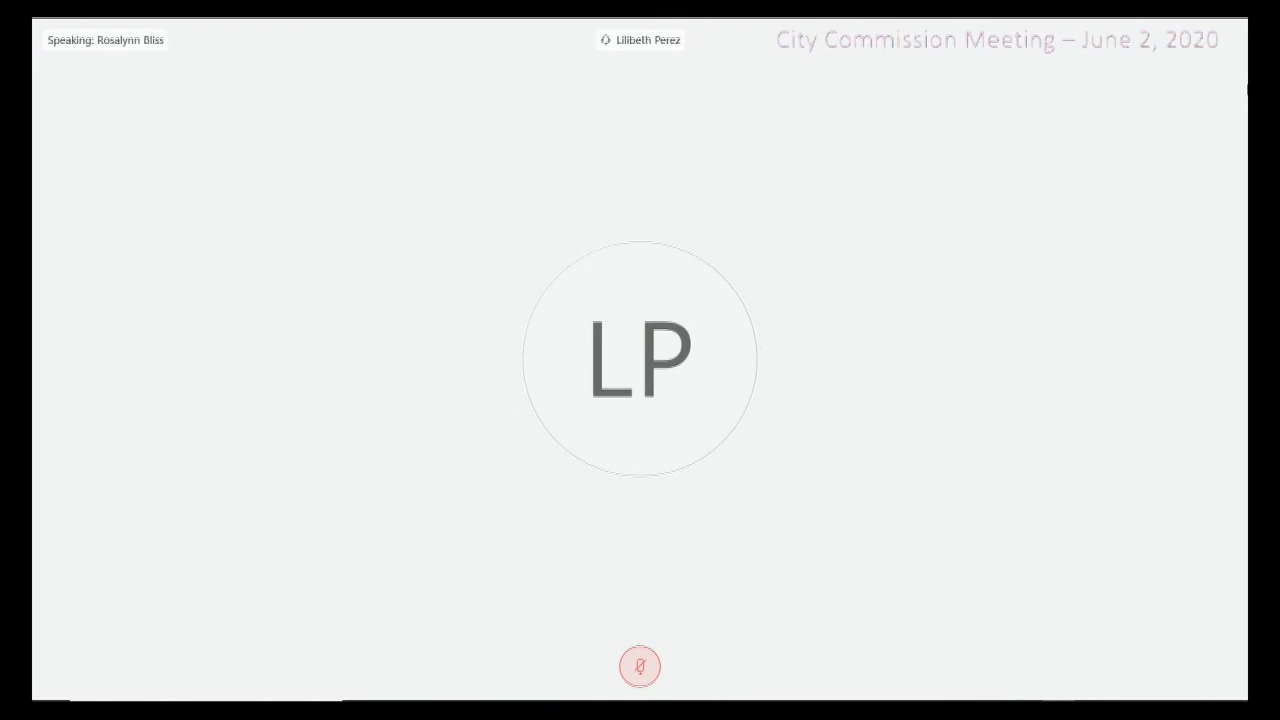 Speaking: Rosalynn Bliss
Lilibeth Perez
City Commission Meeting – June 2, 2020
LP